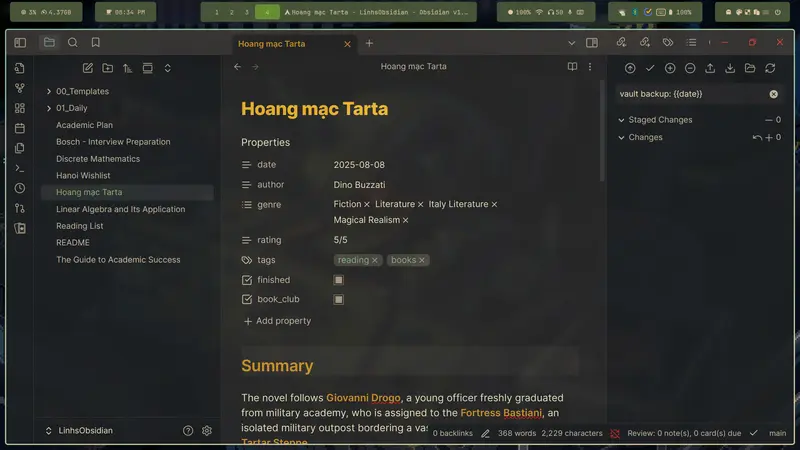 3% 4.37GB
08:34 PM
1 2 3
Hoang mạc Tarta - LinhsObsidian - Obsidian v1...
100% 50
100%
Hoang mạc Tarta
Hoang mạc Tarta
00_Templates
01_Daily
Academic Plan
Bosch - Interview Preparation
Discrete Mathematics
Hanoi Wishlist
Hoang mạc Tarta
Linear Algebra and Its Application
Reading List
README
The Guide to Academic Success
LinhsObsidian
Hoang mạc Tarta
Properties
date 2025-08-08
author Dino Buzzati
genre Fiction × Literature × Italy Literature ×
Magical Realism ×
rating 5/5
tags reading × books ×
finished
book_club
+ Add property
Summary
The novel follows Giovanni Drogo, a young officer freshly graduated
from military academy, who is assigned to the Fortress Bastiani, an
isolated military outpost bordering a vas
Tartar Steppe
vault backup: {{date}}
Staged Changes 0
Changes 0
0 backlinks 368 words 2,229 characters Review: 0 note(s), 0 card(s) due main